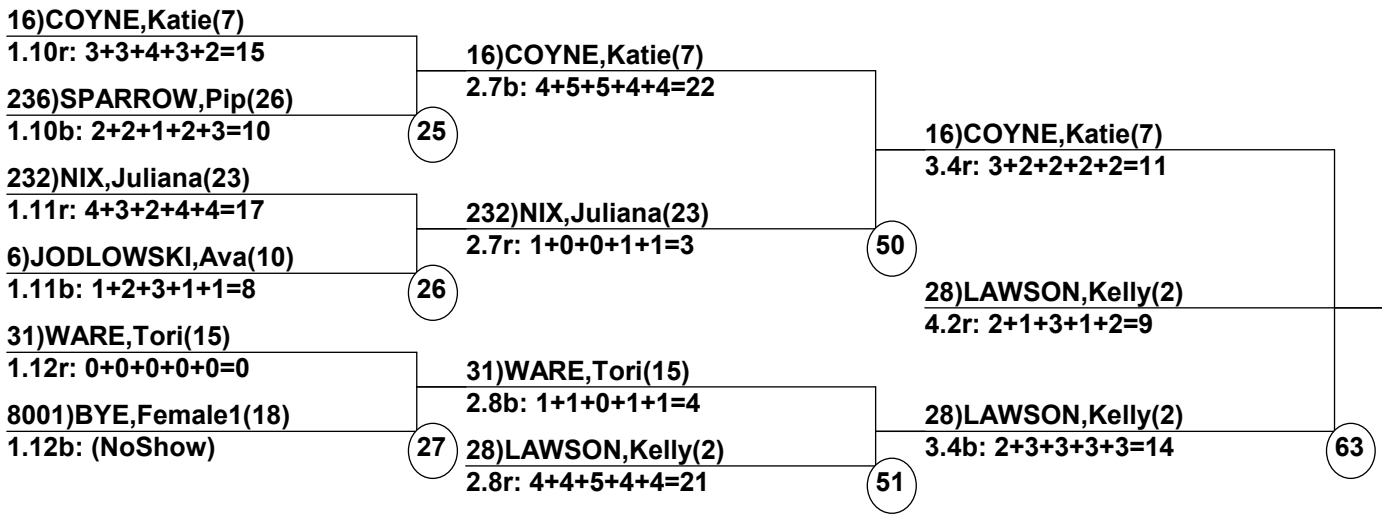 16)COYNE,Katie(7)
1.10r: 3+3+4+3+2=15
236)SPARROW,Pip(26)
1.10b: 2+2+1+2+3=10
25
232)NIX,Juliana(23)
1.11r: 4+3+2+4+4=17
6)JODLOWSKI,Ava(10)
1.11b: 1+2+3+1+1=8
26
31)WARE,Tori(15)
1.12r: 0+0+0+0+0=0
8001)BYE,Female1(18)
1.12b: (NoShow)
27
16)COYNE,Katie(7)
2.7b: 4+5+5+4+4=22
232)NIX,Juliana(23)
2.7r: 1+0+0+1+1=3
50
31)WARE,Tori(15)
2.8b: 1+1+0+1+1=4
28)LAWSON,Kelly(2)
2.8r: 4+4+5+4+4=21
51
16)COYNE,Katie(7)
3.4r: 3+2+2+2+2=11
28)LAWSON,Kelly(2)
4.2r: 2+1+3+1+2=9
28)LAWSON,Kelly(2)
3.4b: 2+3+3+3+3=14
63